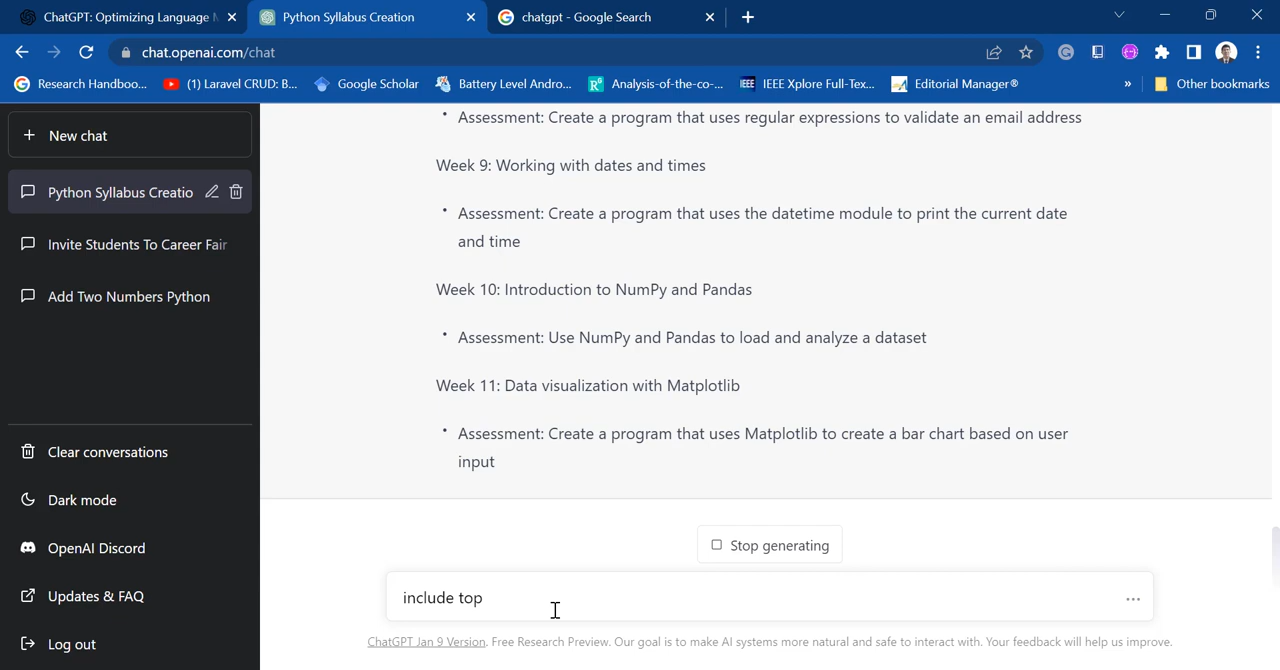 ChatGPT: Optimizing Language
Python Syllabus Creation
chatgpt - Google Search
chat.openai.com/chat
Research Handboo...
(1) Laravel CRUD: B...
Google Scholar
Battery Level Andro...
Analysis-of-the-co-...
IEEE Xplore Full-Tex...
Editorial Manager®
»
Other bookmarks
New chat
Python Syllabus Creatio
Invite Students To Career Fair
Add Two Numbers Python
Clear conversations
Dark mode
OpenAI Discord
Updates & FAQ
Log out
• Assessment: Create a program that uses regular expressions to validate an email address
Week 9: Working with dates and times
• Assessment: Create a program that uses the datetime module to print the current date
and time
Week 10: Introduction to NumPy and Pandas
• Assessment: Use NumPy and Pandas to load and analyze a dataset
Week 11: Data visualization with Matplotlib
• Assessment: Create a program that uses Matplotlib to create a bar chart based on user
input
Stop generating
include top
ChatGPT Jan 9 Version. Free Research Preview. Our goal is to make AI systems more natural and safe to interact with. Your feedback will help us improve.